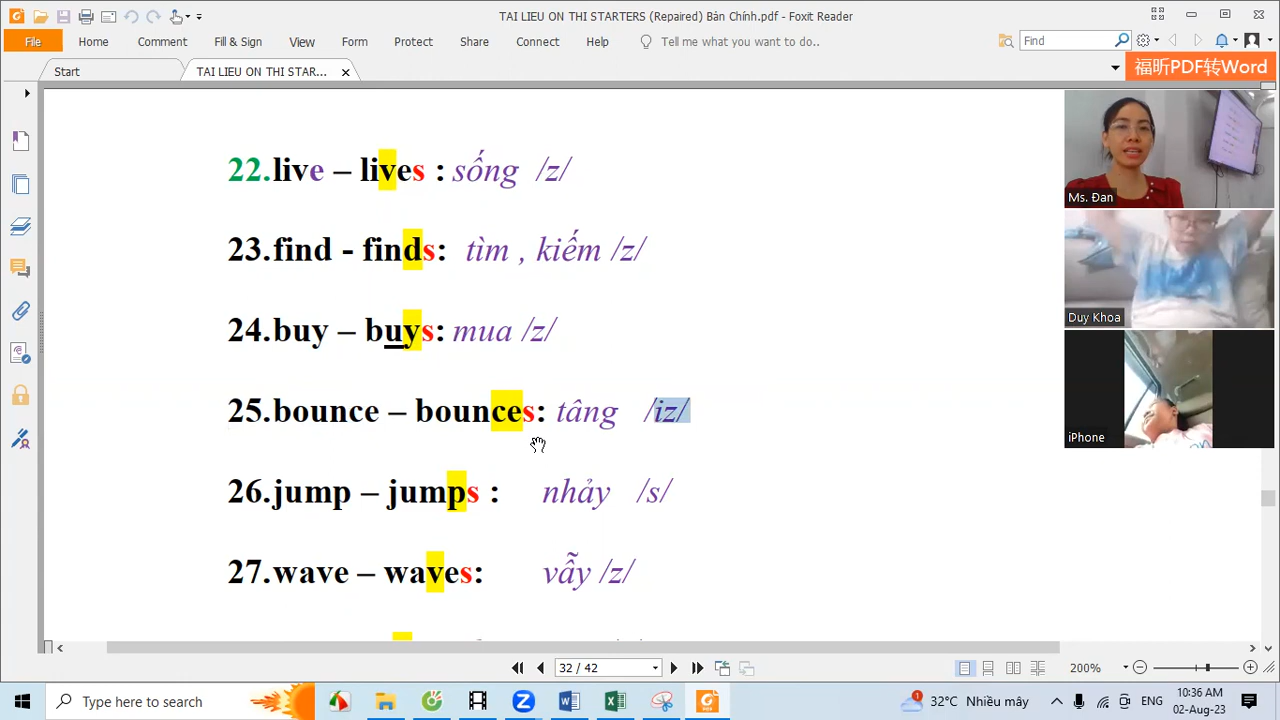 TAI LIEU ON THI STARTERS (Repaired) Bản Chính.pdf - Foxit Reader
File Home Comment Fill & Sign View Form Protect Share Connect Help Tell me what you want to do.. Find
Start TAI LIEU ON THI STAR... 福昕PDF转Word
22.live – lives : sống /z/
23.find - finds: tìm , kiếm /z/
24.buy – buys: mua /z/
25.bounce – bounces: tâng /iz/
26.jump – jumps : nhảy /s/
27.wave – waves: vẫy /z/
Ms. Đan
Duy Khoa
iPhone
32 / 42 200%
Type here to search 32°C Nhiều mây ENG 10:36 AM
02-Aug-23